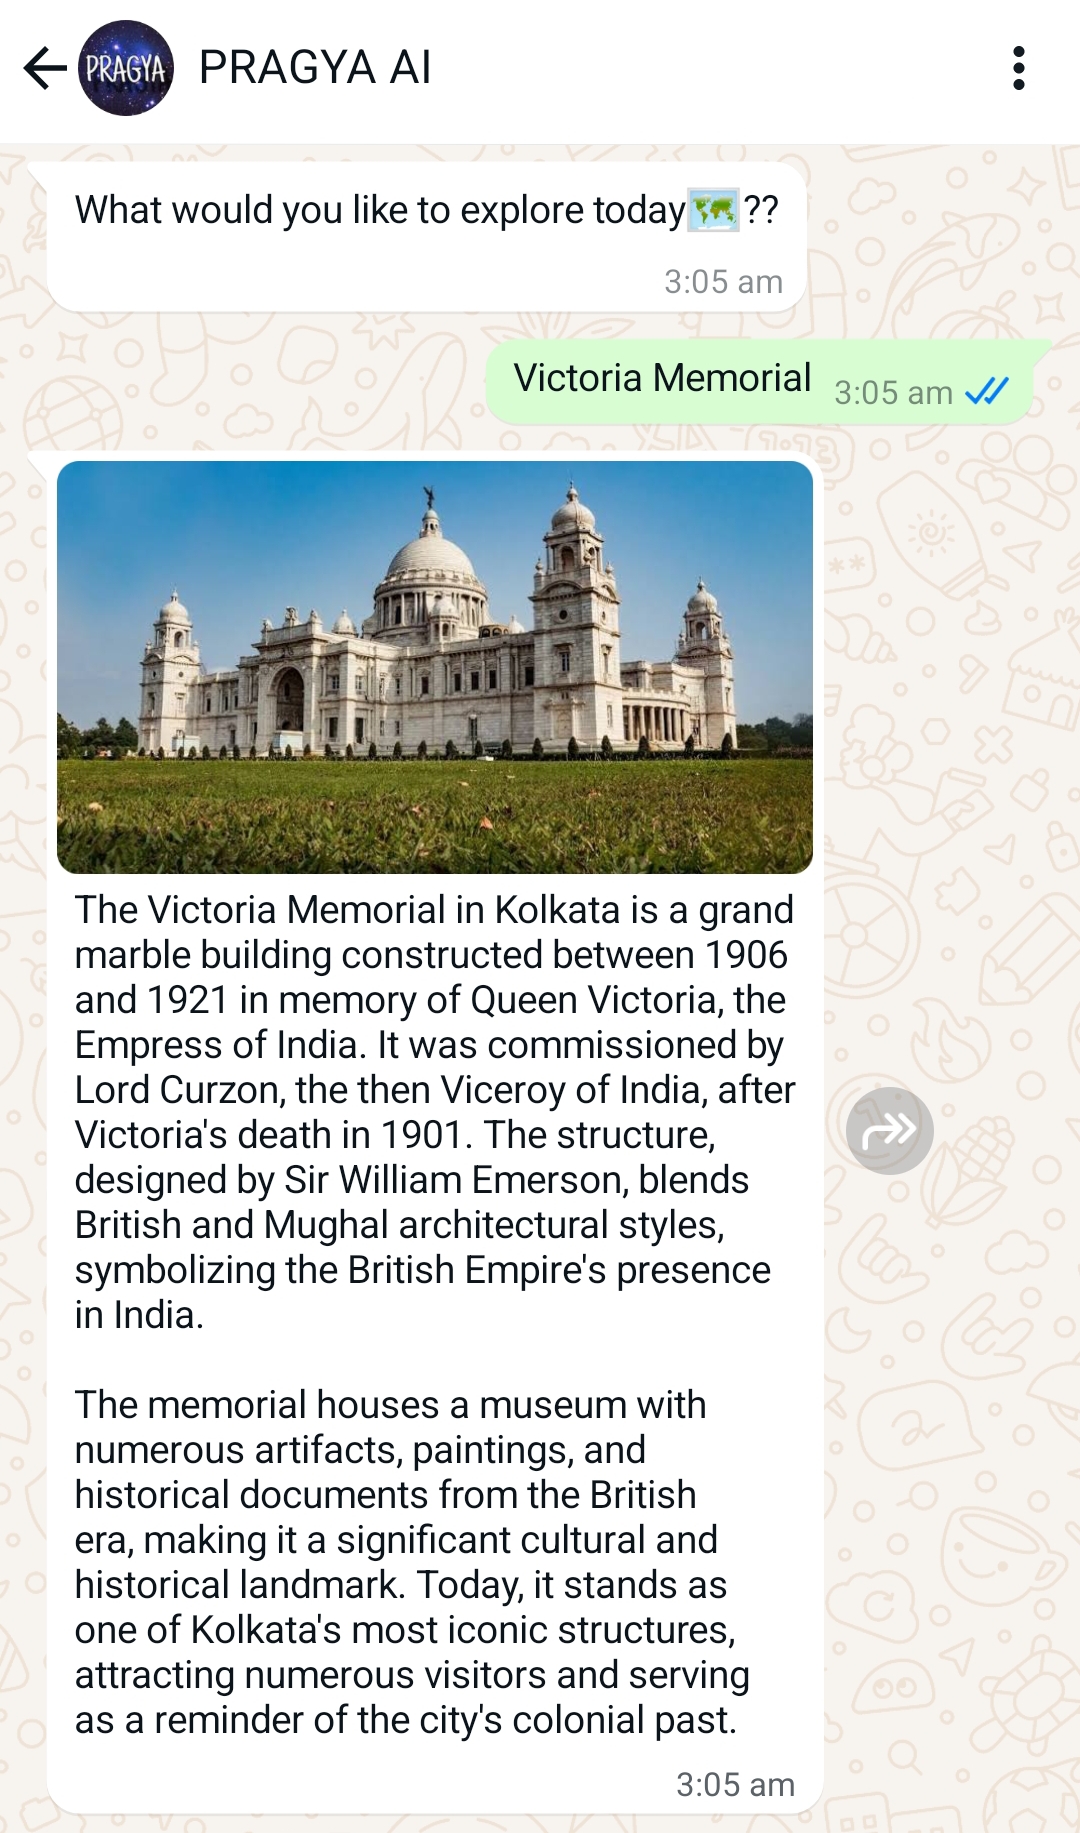 PRAGYA
PRAGYA AI
What would you like to explore today🗺️??
3:05 am
Victoria Memorial
3:05 am
The Victoria Memorial in Kolkata is a grand
marble building constructed between 1906
and 1921 in memory of Queen Victoria, the
Empress of India. It was commissioned by
Lord Curzon, the then Viceroy of India, after
Victoria's death in 1901. The structure,
designed by Sir William Emerson, blends
British and Mughal architectural styles,
symbolizing the British Empire's presence
in India.
The memorial houses a museum with
numerous artifacts, paintings, and
historical documents from the British
era, making it a significant cultural and
historical landmark. Today, it stands as
one of Kolkata's most iconic structures,
attracting numerous visitors and serving
as a reminder of the city's colonial past.
3:05 am